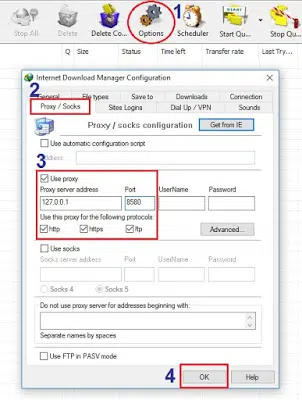 1
Stop All
Delete
Delete Co...
Options
Scheduler
Start Qu...
Stop Qu...
Q Size Status Time left Transfer rate Last Try...
Internet Download Manager Configuration
2
General File types Save to Downloads Connection
Proxy / Socks Sites Logins Dial Up / VPN Sounds
Proxy / socks configuration Get from IE
Use automatic configuration script
Address:
3
Use proxy
Proxy server address Port UserName Password
127.0.0.1 8580
Use this proxy for the following protocols:
http https ftp Advanced...
Use socks
Socks server address Port UserName Password
Socks 4 Socks 5
Do not use proxy server for addresses beginning with:
Separate names by spaces
Use FTP in PASV mode
4 OK Help